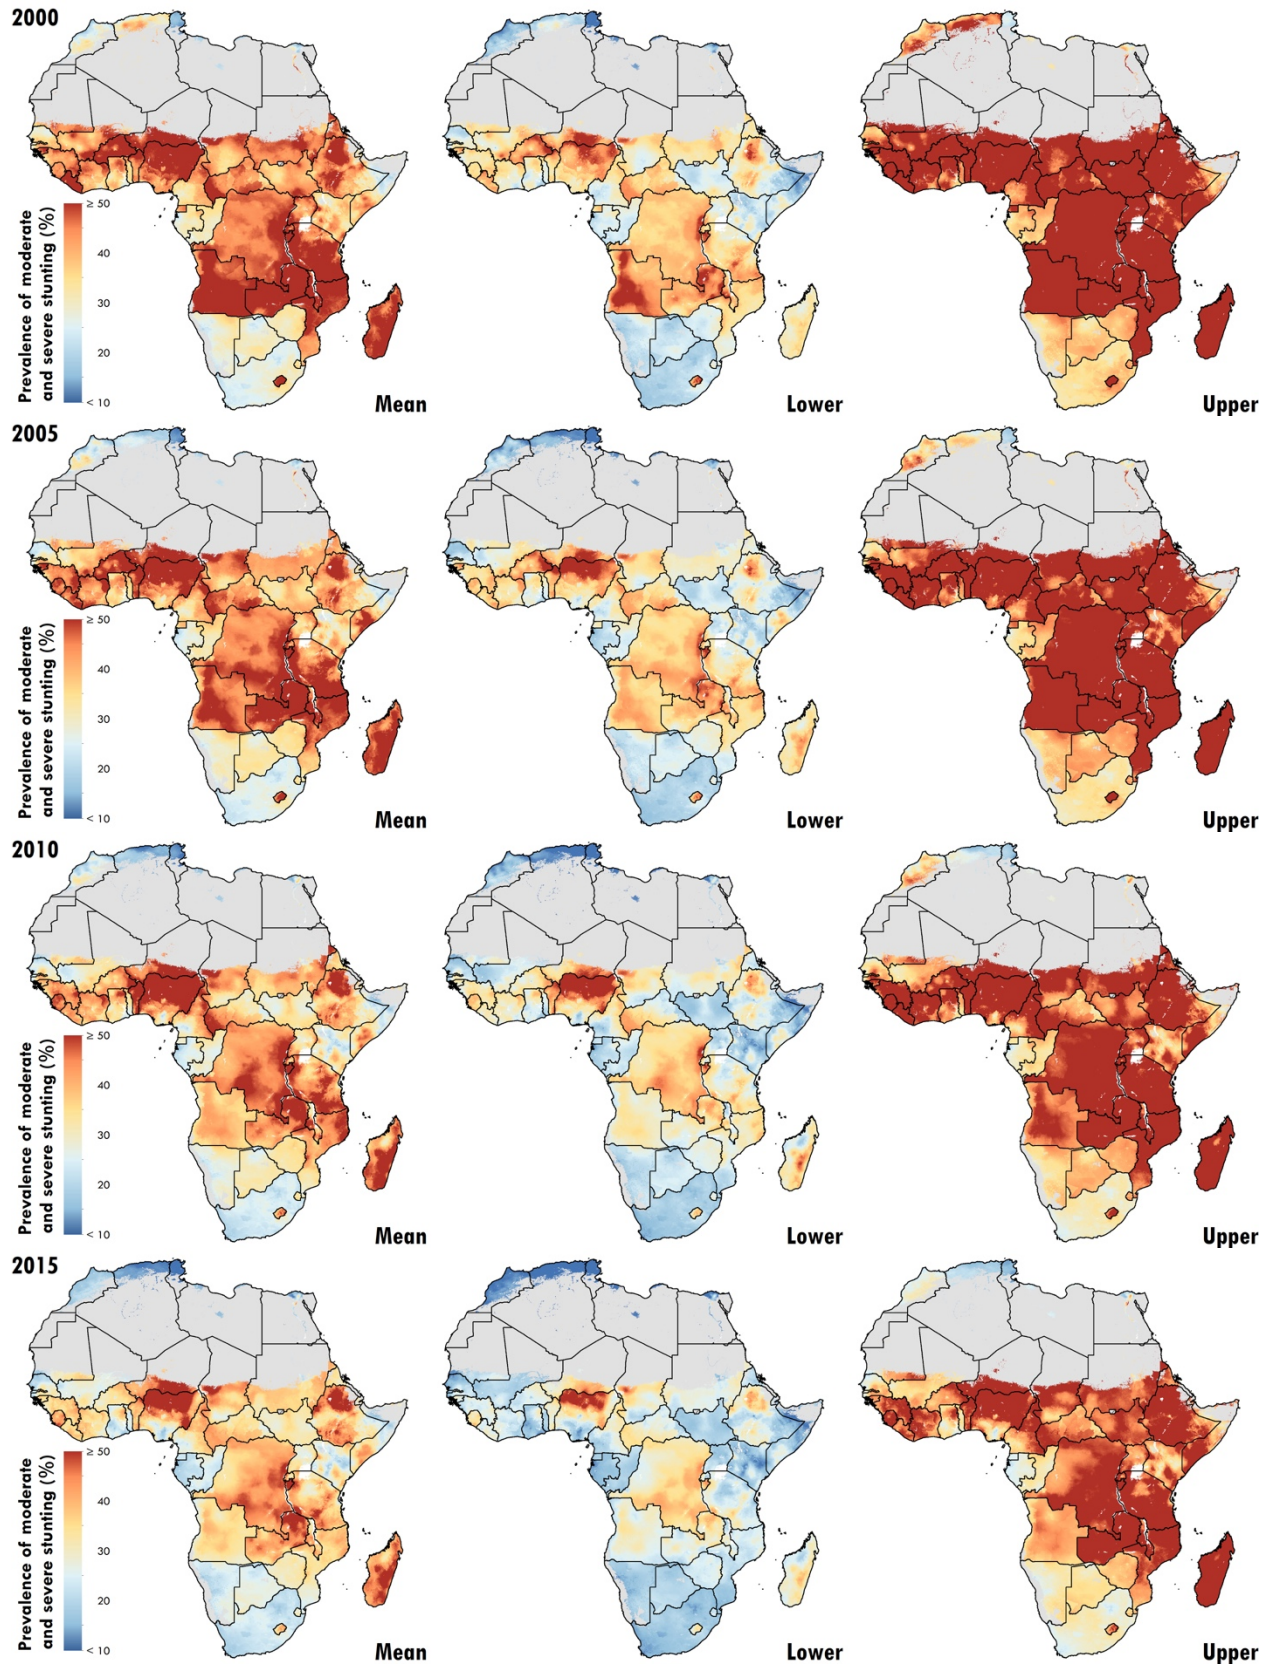 2000
Prevalence of moderate
and severe stunting (%)
≥ 50
40
30
20
< 10
Mean
Lower
Upper
2005
Prevalence of moderate
and severe stunting (%)
≥ 50
40
30
20
< 10
Mean
Lower
Upper
2010
Prevalence of moderate
and severe stunting (%)
≥ 50
40
30
20
< 10
Mean
Lower
Upper
2015
Prevalence of moderate
and severe stunting (%)
≥ 50
40
30
20
< 10
Mean
Lower
Upper